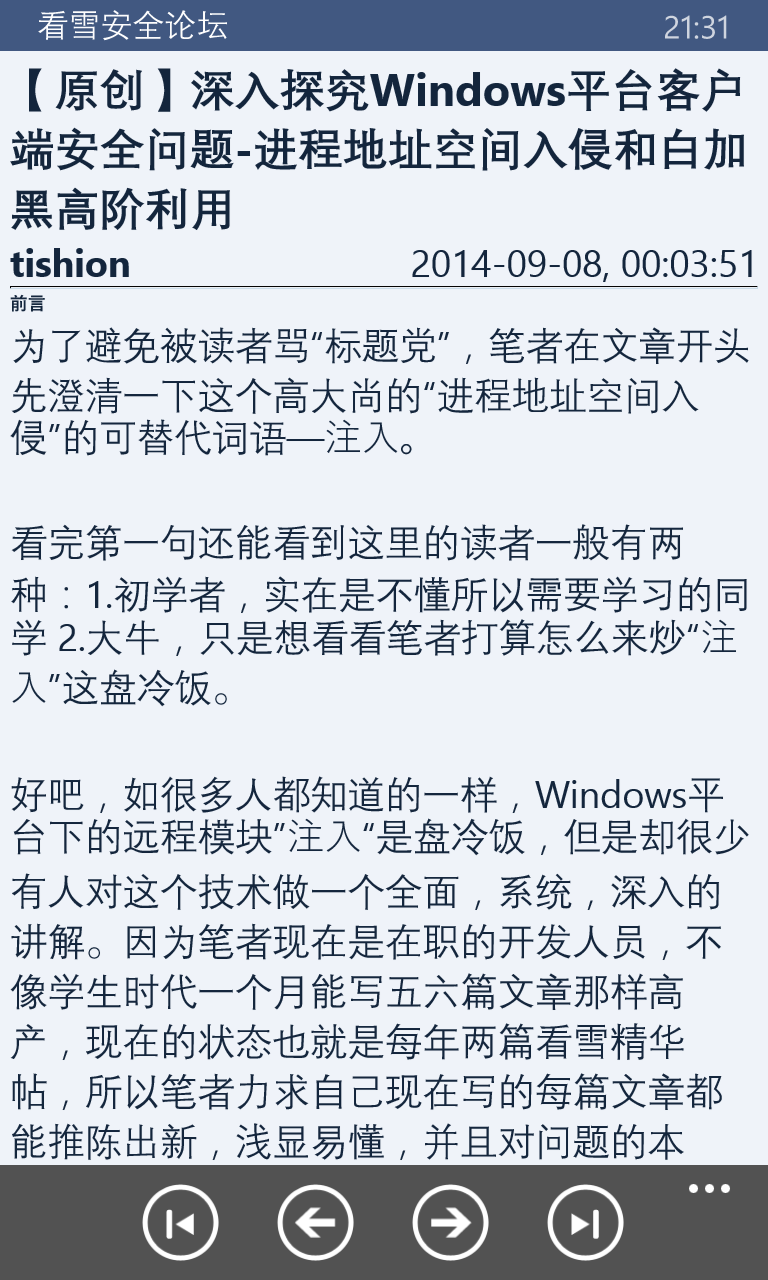 看雪安全论坛 21:31
【原创】深入探究Windows平台客户
端安全问题-进程地址空间入侵和白加
黑高阶利用
tishion 2014-09-08, 00:03:51
前言
为了避免被读者骂“标题党”，笔者在文章开头
先澄清一下这个高大尚的“进程地址空间入
侵”的可替代词语—注入。
看完第一句还能看到这里的读者一般有两
种：1.初学者，实在是不懂所以需要学习的同
学 2.大牛，只是想看看笔者打算怎么来炒“注
入”这盘冷饭。
好吧，如很多人都知道的一样，Windows平
台下的远程模块”注入“是盘冷饭，但是却很少
有人对这个技术做一个全面，系统，深入的
讲解。因为笔者现在是在职的开发人员，不
像学生时代一个月能写五六篇文章那样高
产，现在的状态也就是每年两篇看雪精华
帖，所以笔者力求自己现在写的每篇文章都
能推陈出新，浅显易懂，并且对问题的本